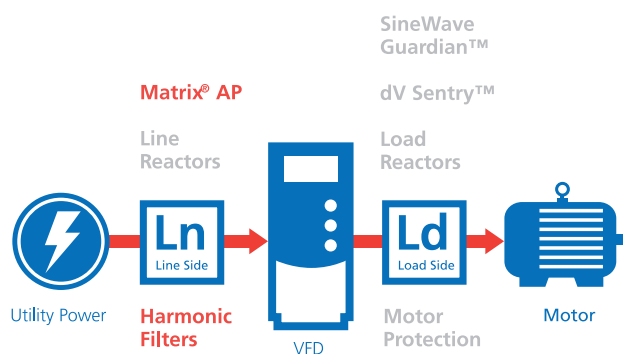 SineWave
Guardian™
Matrix® AP
dV Sentry™
Line
Reactors
Load
Reactors
Ln
Line Side
Ld
Load Side
Utility Power
Harmonic
Filters
VFD
Motor
Protection
Motor